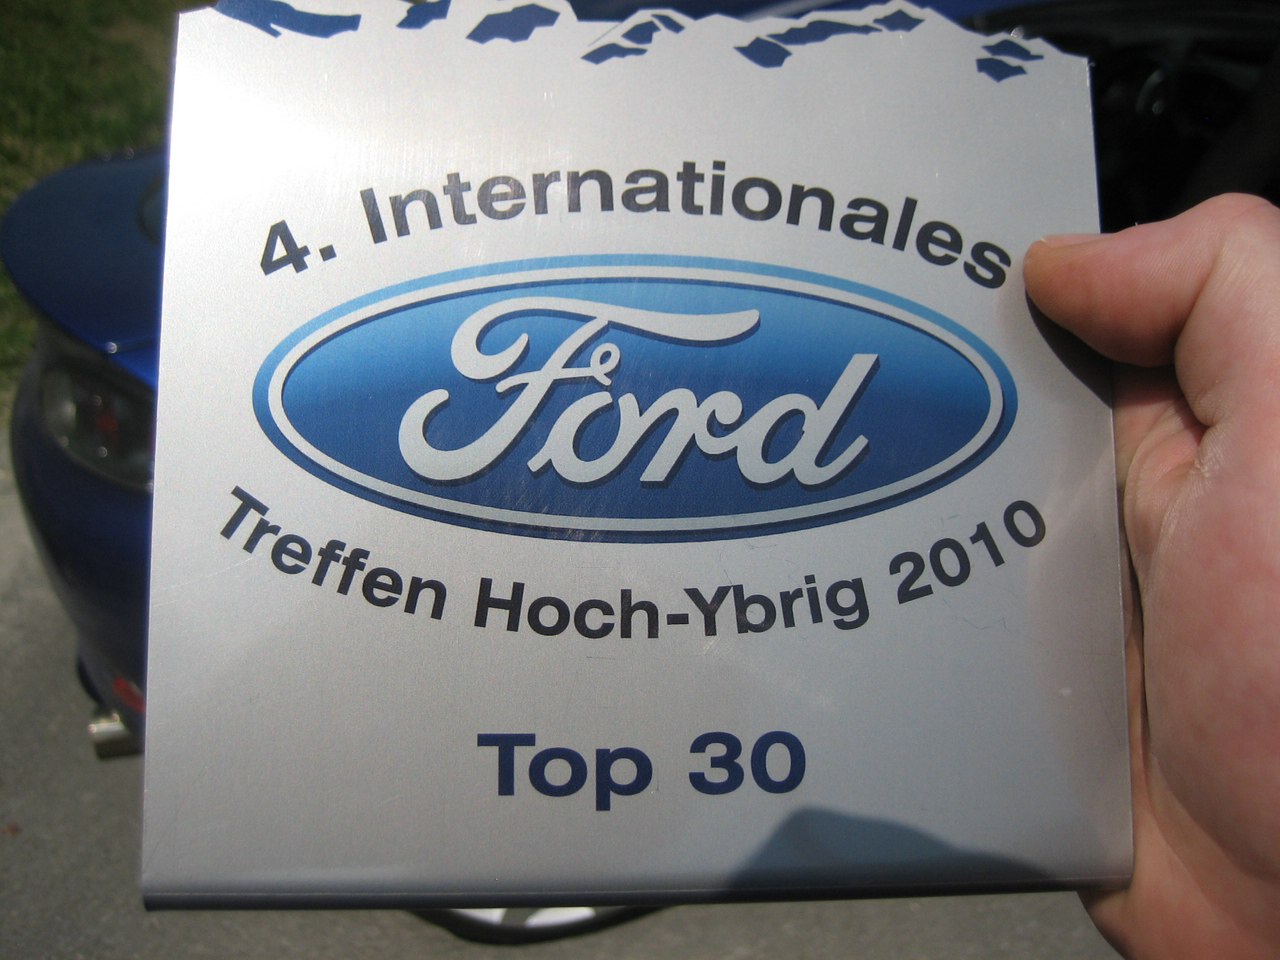 4. Internationales
Ford
Treffen Hoch-Ybrig 2010
Top 30